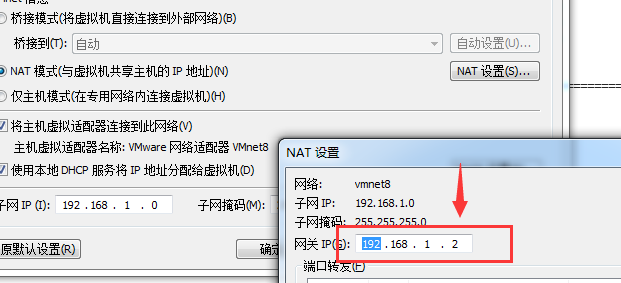 桥接模式(将虚拟机直接连接到外部网络)(B)
桥接到(T): 自动 自动设置(U)...
NAT 模式(与虚拟机共享主机的 IP 地址)(N) NAT 设置(S)...
仅主机模式(在专用网络内连接虚拟机)(H)
将主机虚拟适配器连接到此网络(V)
主机虚拟适配器名称: VMware 网络适配器 VMnet8
使用本地 DHCP 服务将 IP 地址分配给虚拟机(D)
子网 IP (I): 192 . 168 . 1 . 0 子网掩码(M):
原默认设置(R) 确定
NAT 设置
网络: vmnet8
子网 IP: 192.168.1.0
子网掩码: 255.255.255.0
网关 IP(G): 192 . 168 . 1 . 2
端口转发(F)